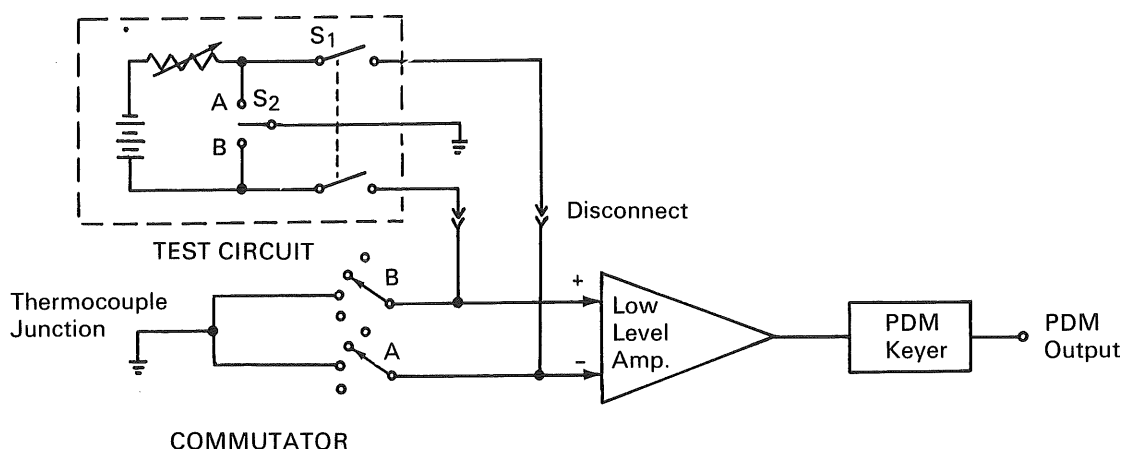 S1
A
S2
B
TEST CIRCUIT
Disconnect
Thermocouple
Junction
B
A
+
-
Low
Level
Amp.
PDM
Keyer
PDM
Output
COMMUTATOR